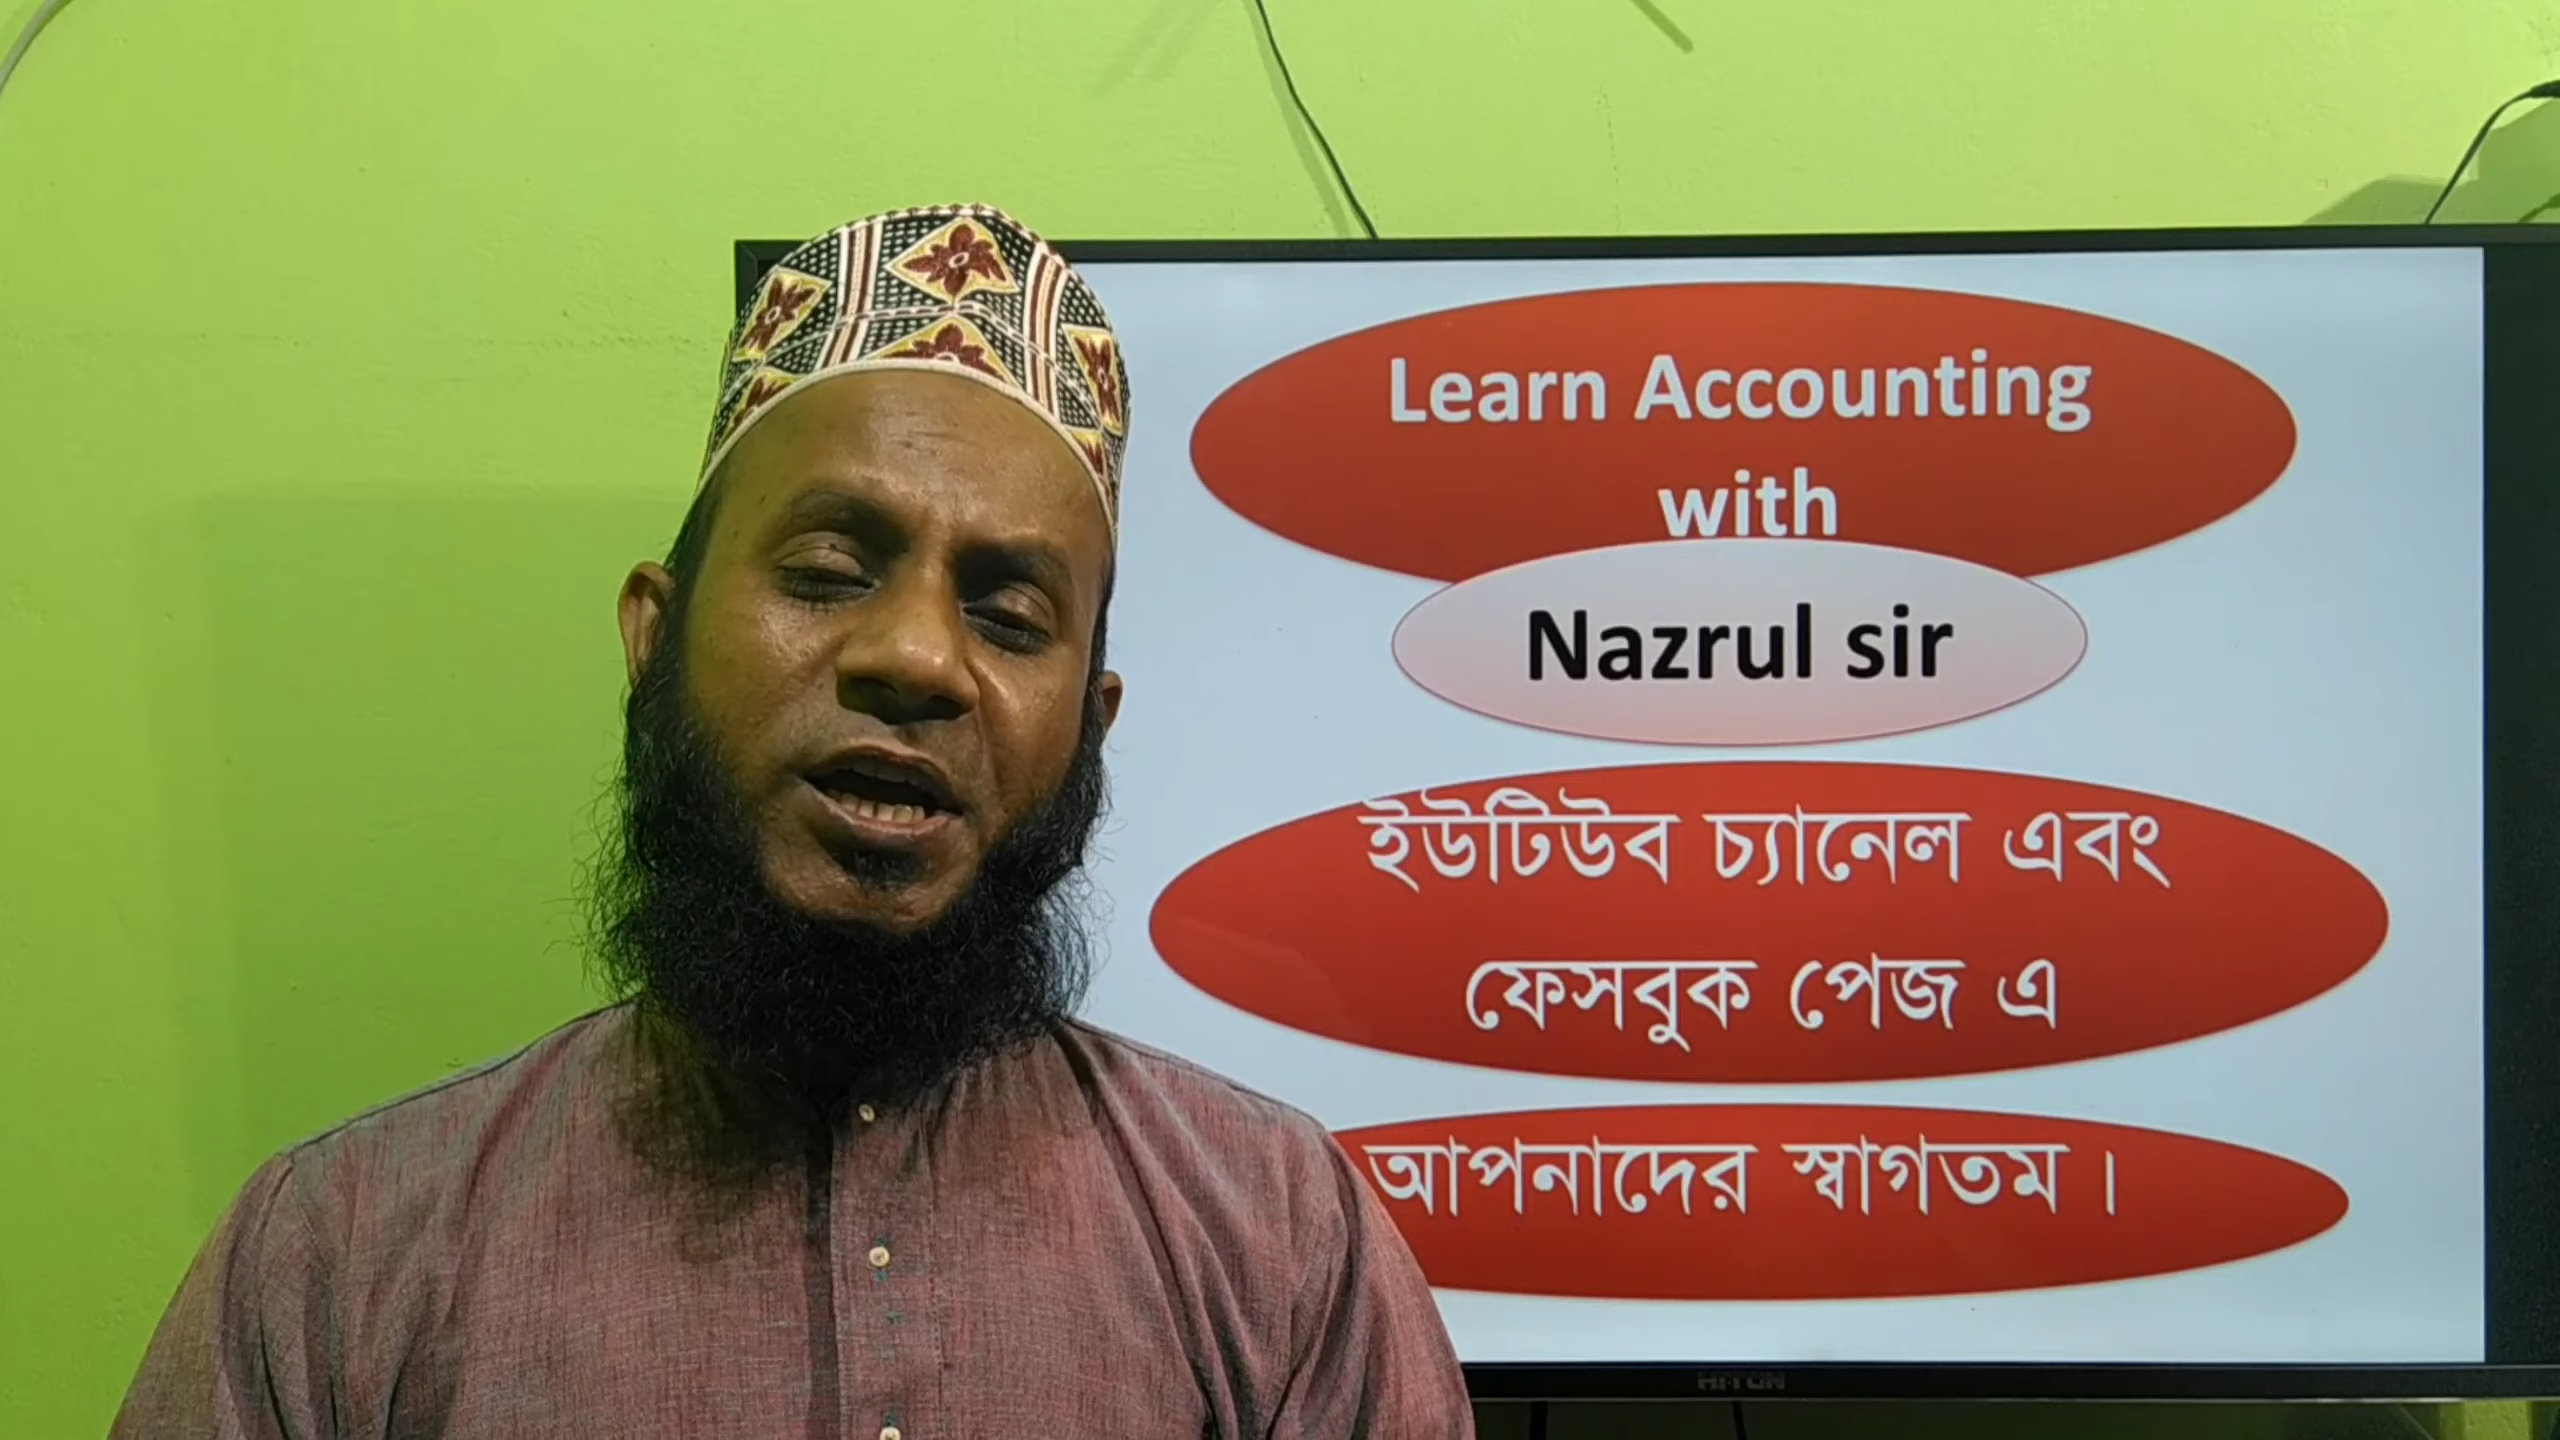 Learn Accounting
with
Nazrul sir
ইউটিউব চ্যানেল এবং
ফেসবুক পেজ এ
আপনাদের স্বাগতম।